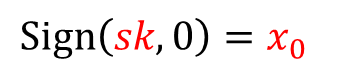 Sign(sk, 0) = x₀